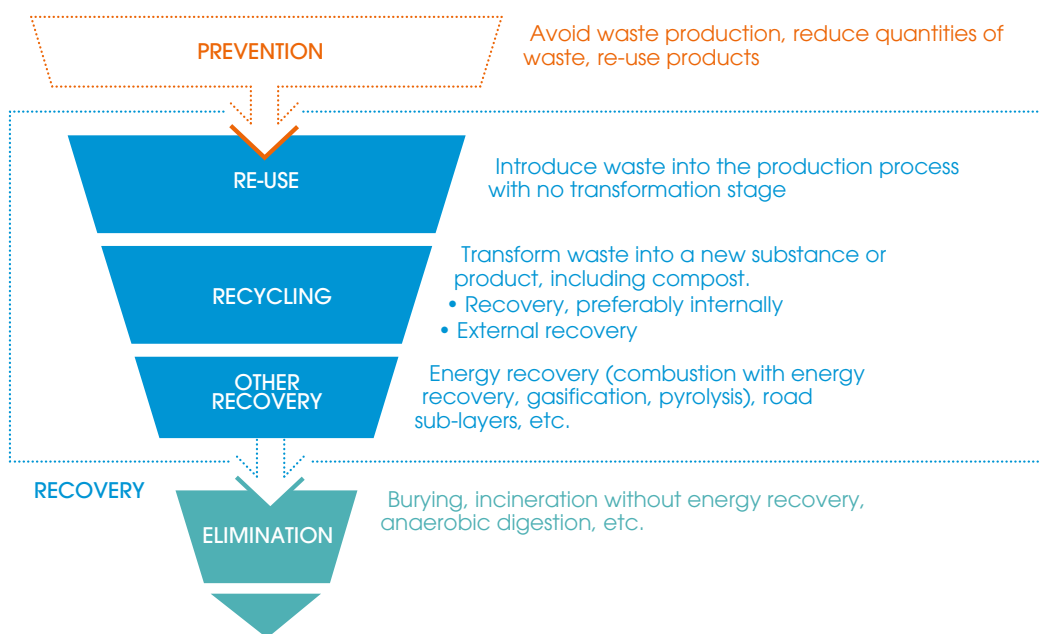 PREVENTION
Avoid waste production, reduce quantities of
waste, re-use products
RE-USE
Introduce waste into the production process
with no transformation stage
RECYCLING
Transform waste into a new substance or
product, including compost.
• Recovery, preferably internally
• External recovery
OTHER
RECOVERY
Energy recovery (combustion with energy
recovery, gasification, pyrolysis), road
sub-layers, etc.
RECOVERY
ELIMINATION
Burying, incineration without energy recovery,
anaerobic digestion, etc.